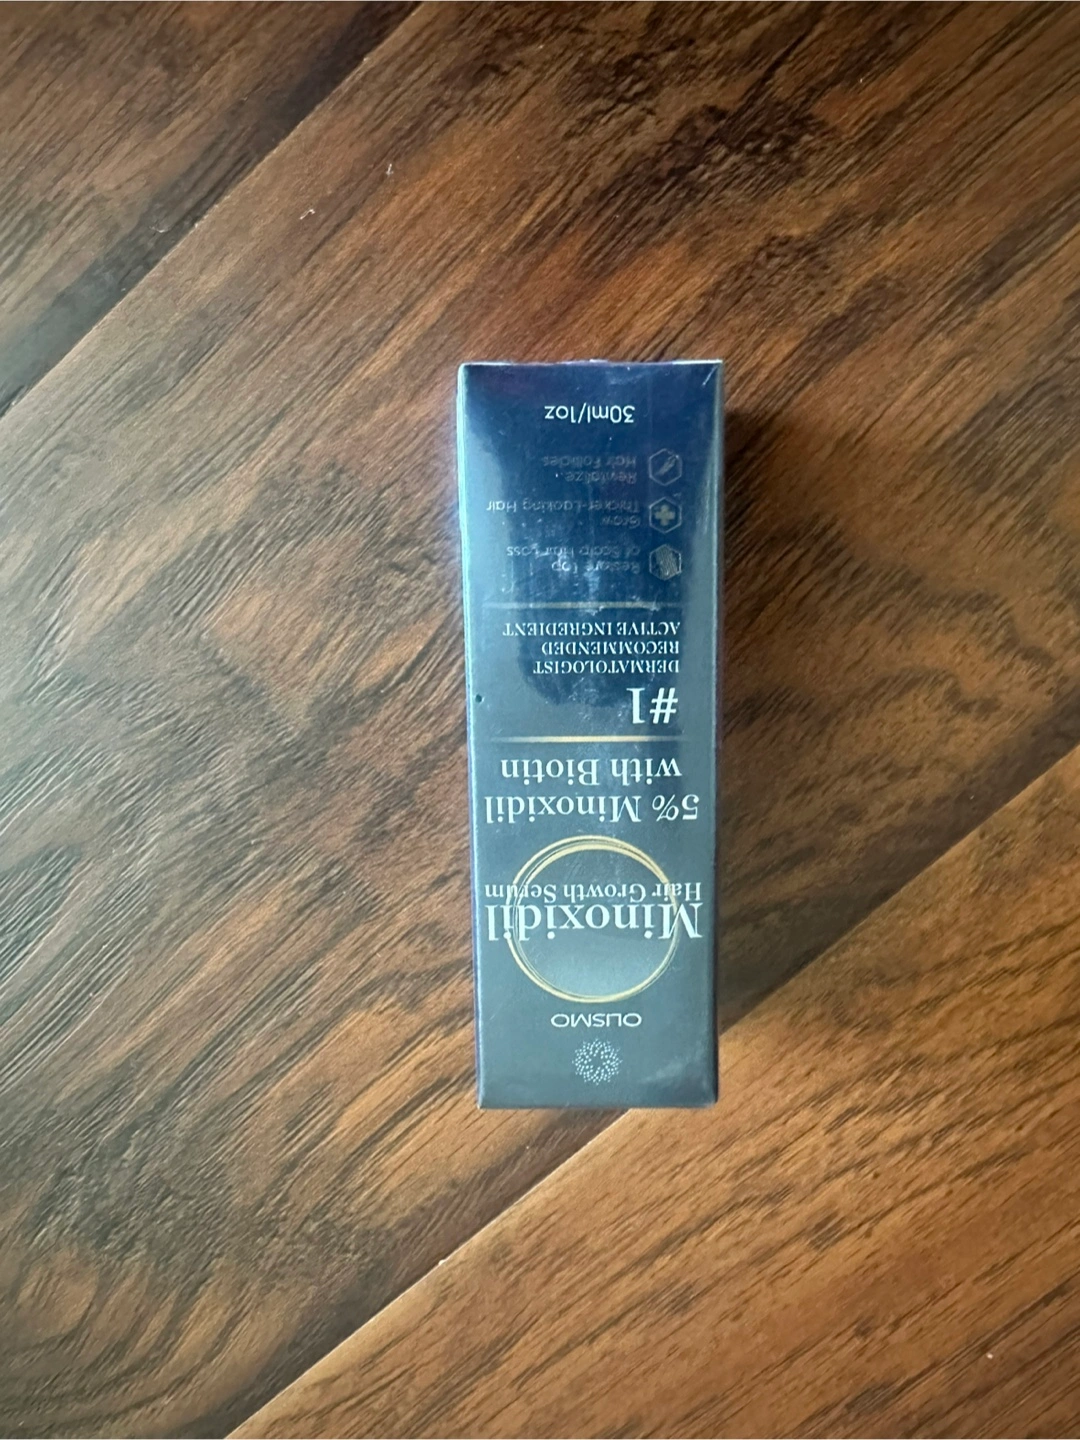 OUSMO
Minoxidil
Hair Growth Serum
5% Minoxidil
with Biotin
#1
DERMATOLOGIST
RECOMMENDED
ACTIVE INGREDIENT
Restore Top
of Scalp Hair Loss
Grow
Thicker-Looking Hair
Revitalize
Hair Follicles
30ml/1oz